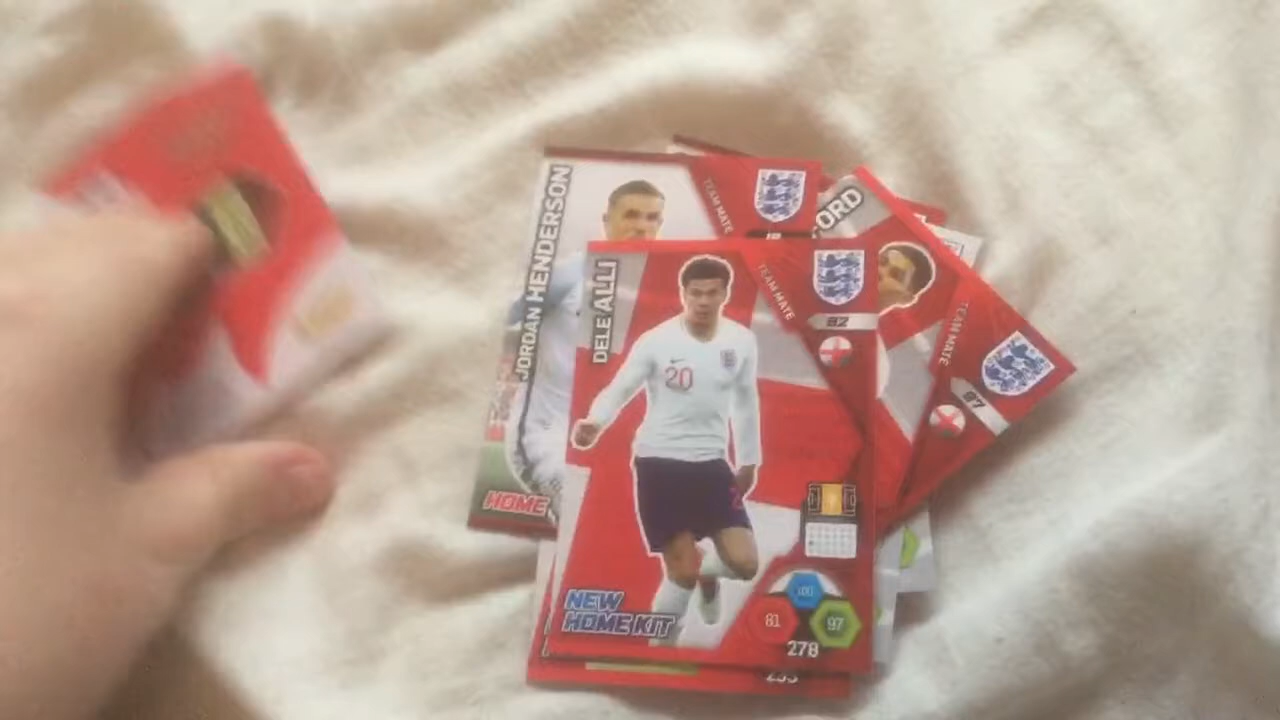 JORDAN HENDERSON
TEAM MATE
HOME
FORD
TEAM MATE
97
DELE ALLI
TEAM MATE
82
20
NEW
HOME KIT
100
81
97
278